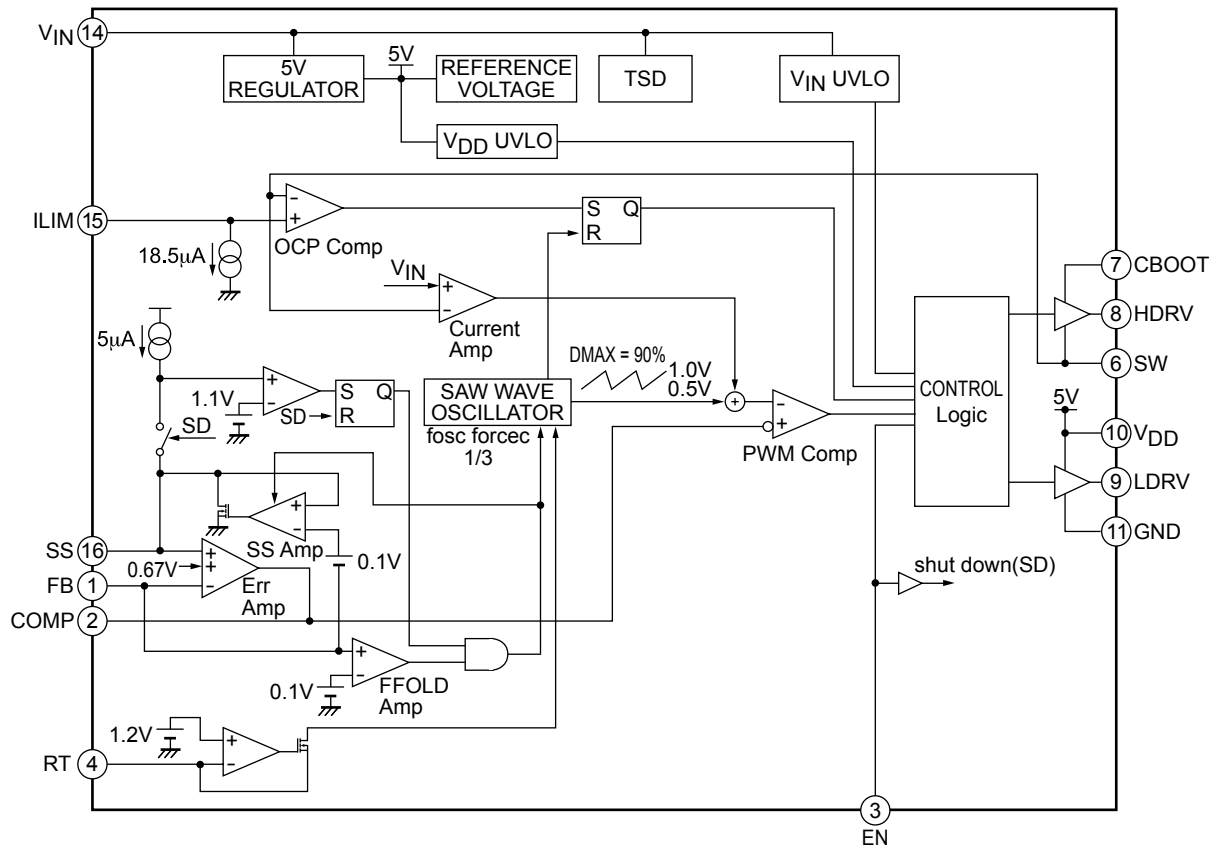 VIN 14
5V
REGULATOR
5V
REFERENCE
VOLTAGE
TSD
VIN UVLO
VDD UVLO
ILIM 15
-
+
OCP Comp
S Q
R
18.5µA
VIN
+
-
Current
Amp
5µA
1.1V
+
-
S Q
SD R
SD
SAW WAVE
OSCILLATOR
fosc forcec
1/3
DMAX = 90%
1.0V
0.5V
+
-
+
PWM Comp
CONTROL
Logic
7 CBOOT
8 HDRV
6 SW
5V
10 VDD
9 LDRV
11 GND
+
-
SS Amp
0.1V
SS 16
0.67V
+
+
-
Err
Amp
FB 1
COMP 2
shut down(SD)
+
-
0.1V
FFOLD
Amp
1.2V
+
-
RT 4
3
EN